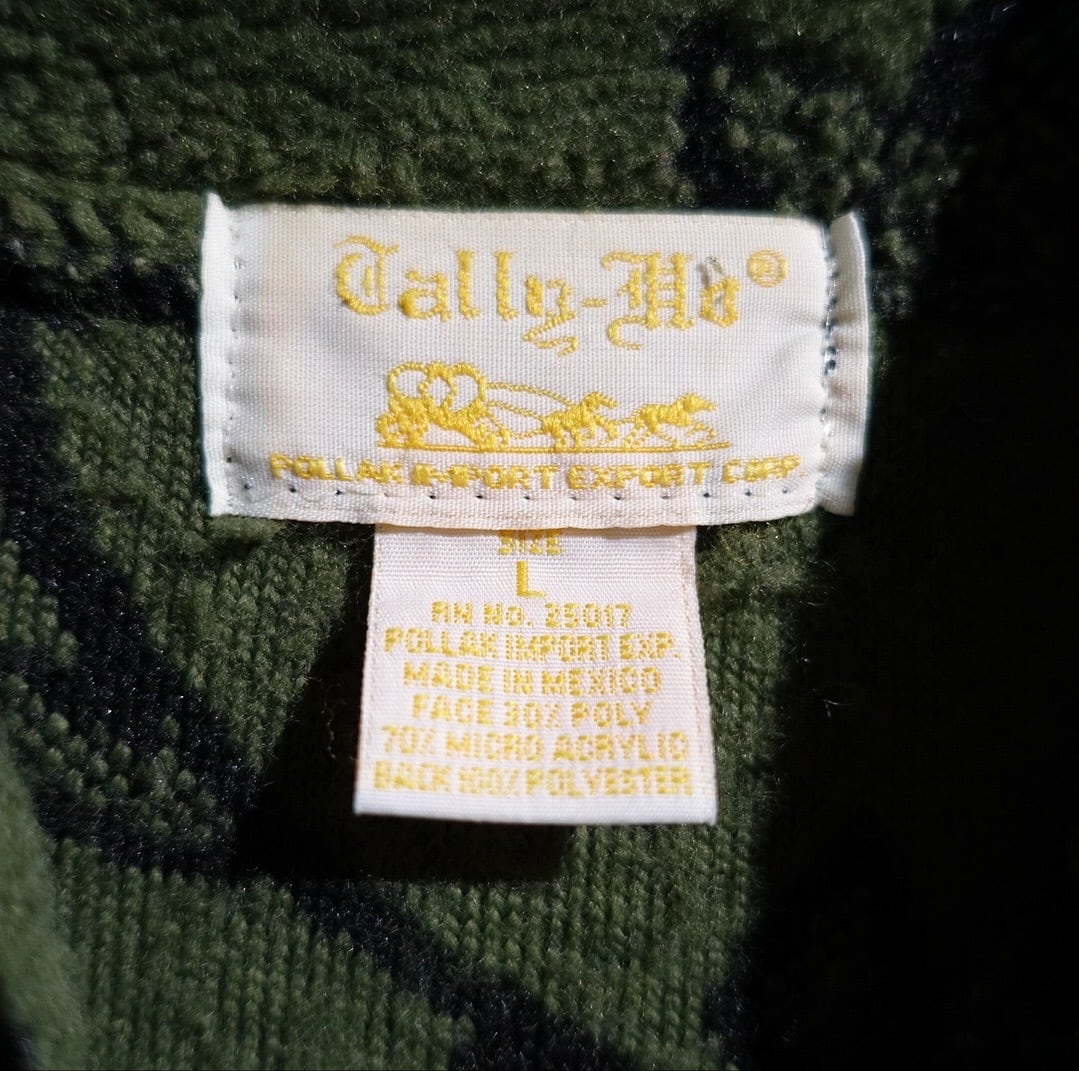 Tally-Ho®
POLLAK IMPORT EXPORT CORP
SIZE
L
RN NO. 25017
POLLAK IMPORT EXP.
MADE IN MEXICO
FACE 30% POLY
70% MICRO ACRYLIC
BACK 100% POLYESTER